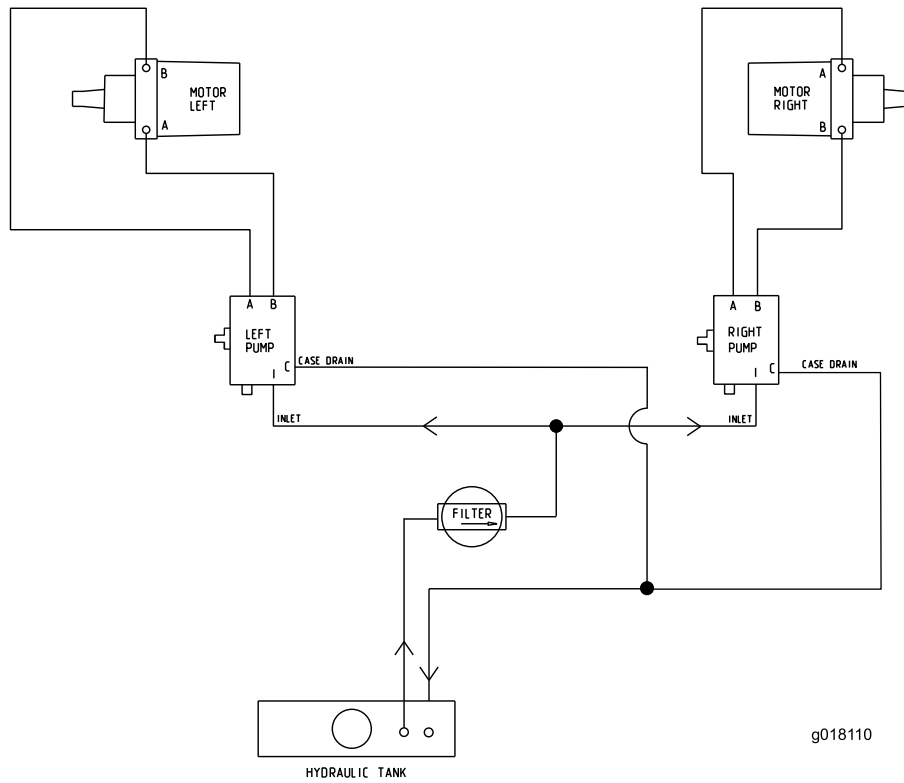 B
MOTOR
LEFT
A
A
MOTOR
RIGHT
B
A B
LEFT
PUMP
C
I
CASE DRAIN
INLET
A B
RIGHT
PUMP
C
I
CASE DRAIN
INLET
FILTER
HYDRAULIC TANK
g018110